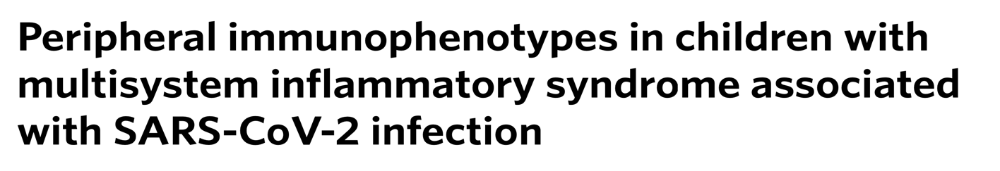 Peripheral immunophenotypes in children with
multisystem inflammatory syndrome associated
with SARS-CoV-2 infection